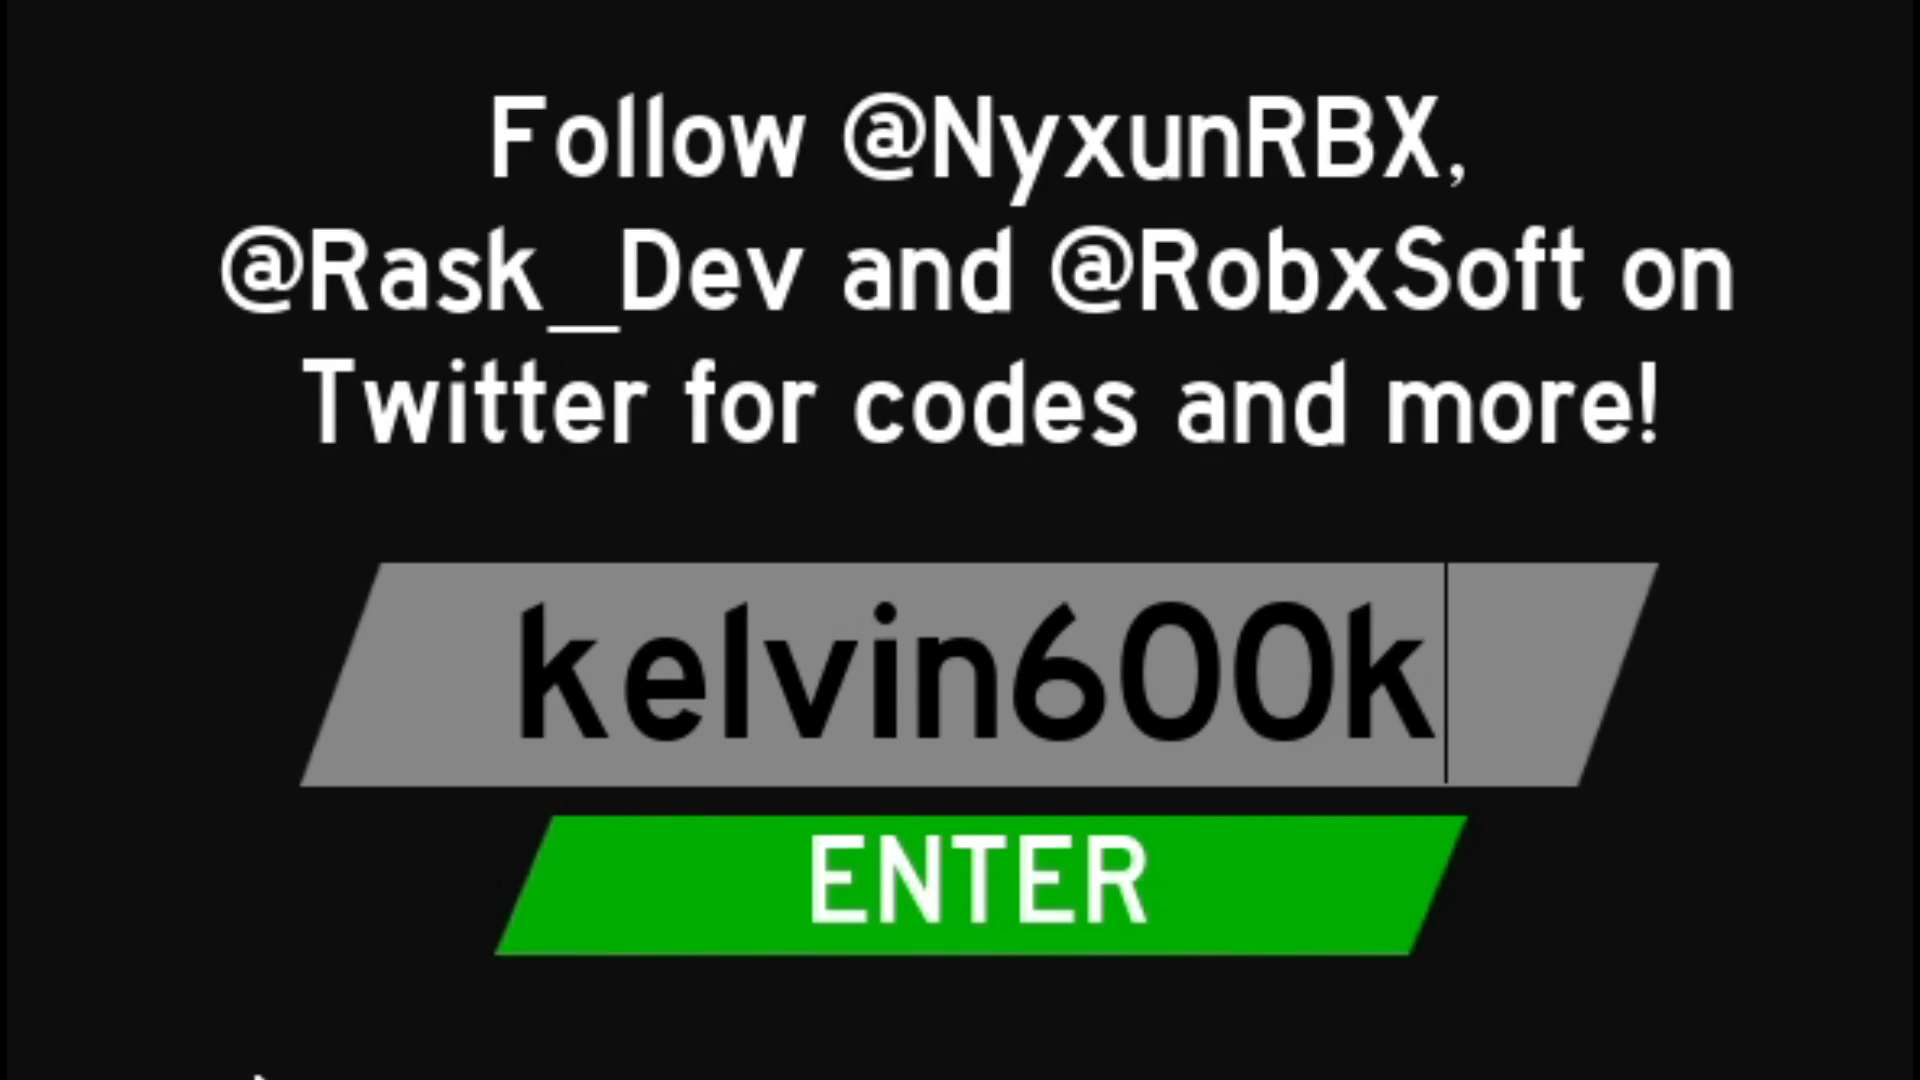 Follow @NyxunRBX,
@Rask_Dev and @RobxSoft on
Twitter for codes and more!
kelvin600k
ENTER